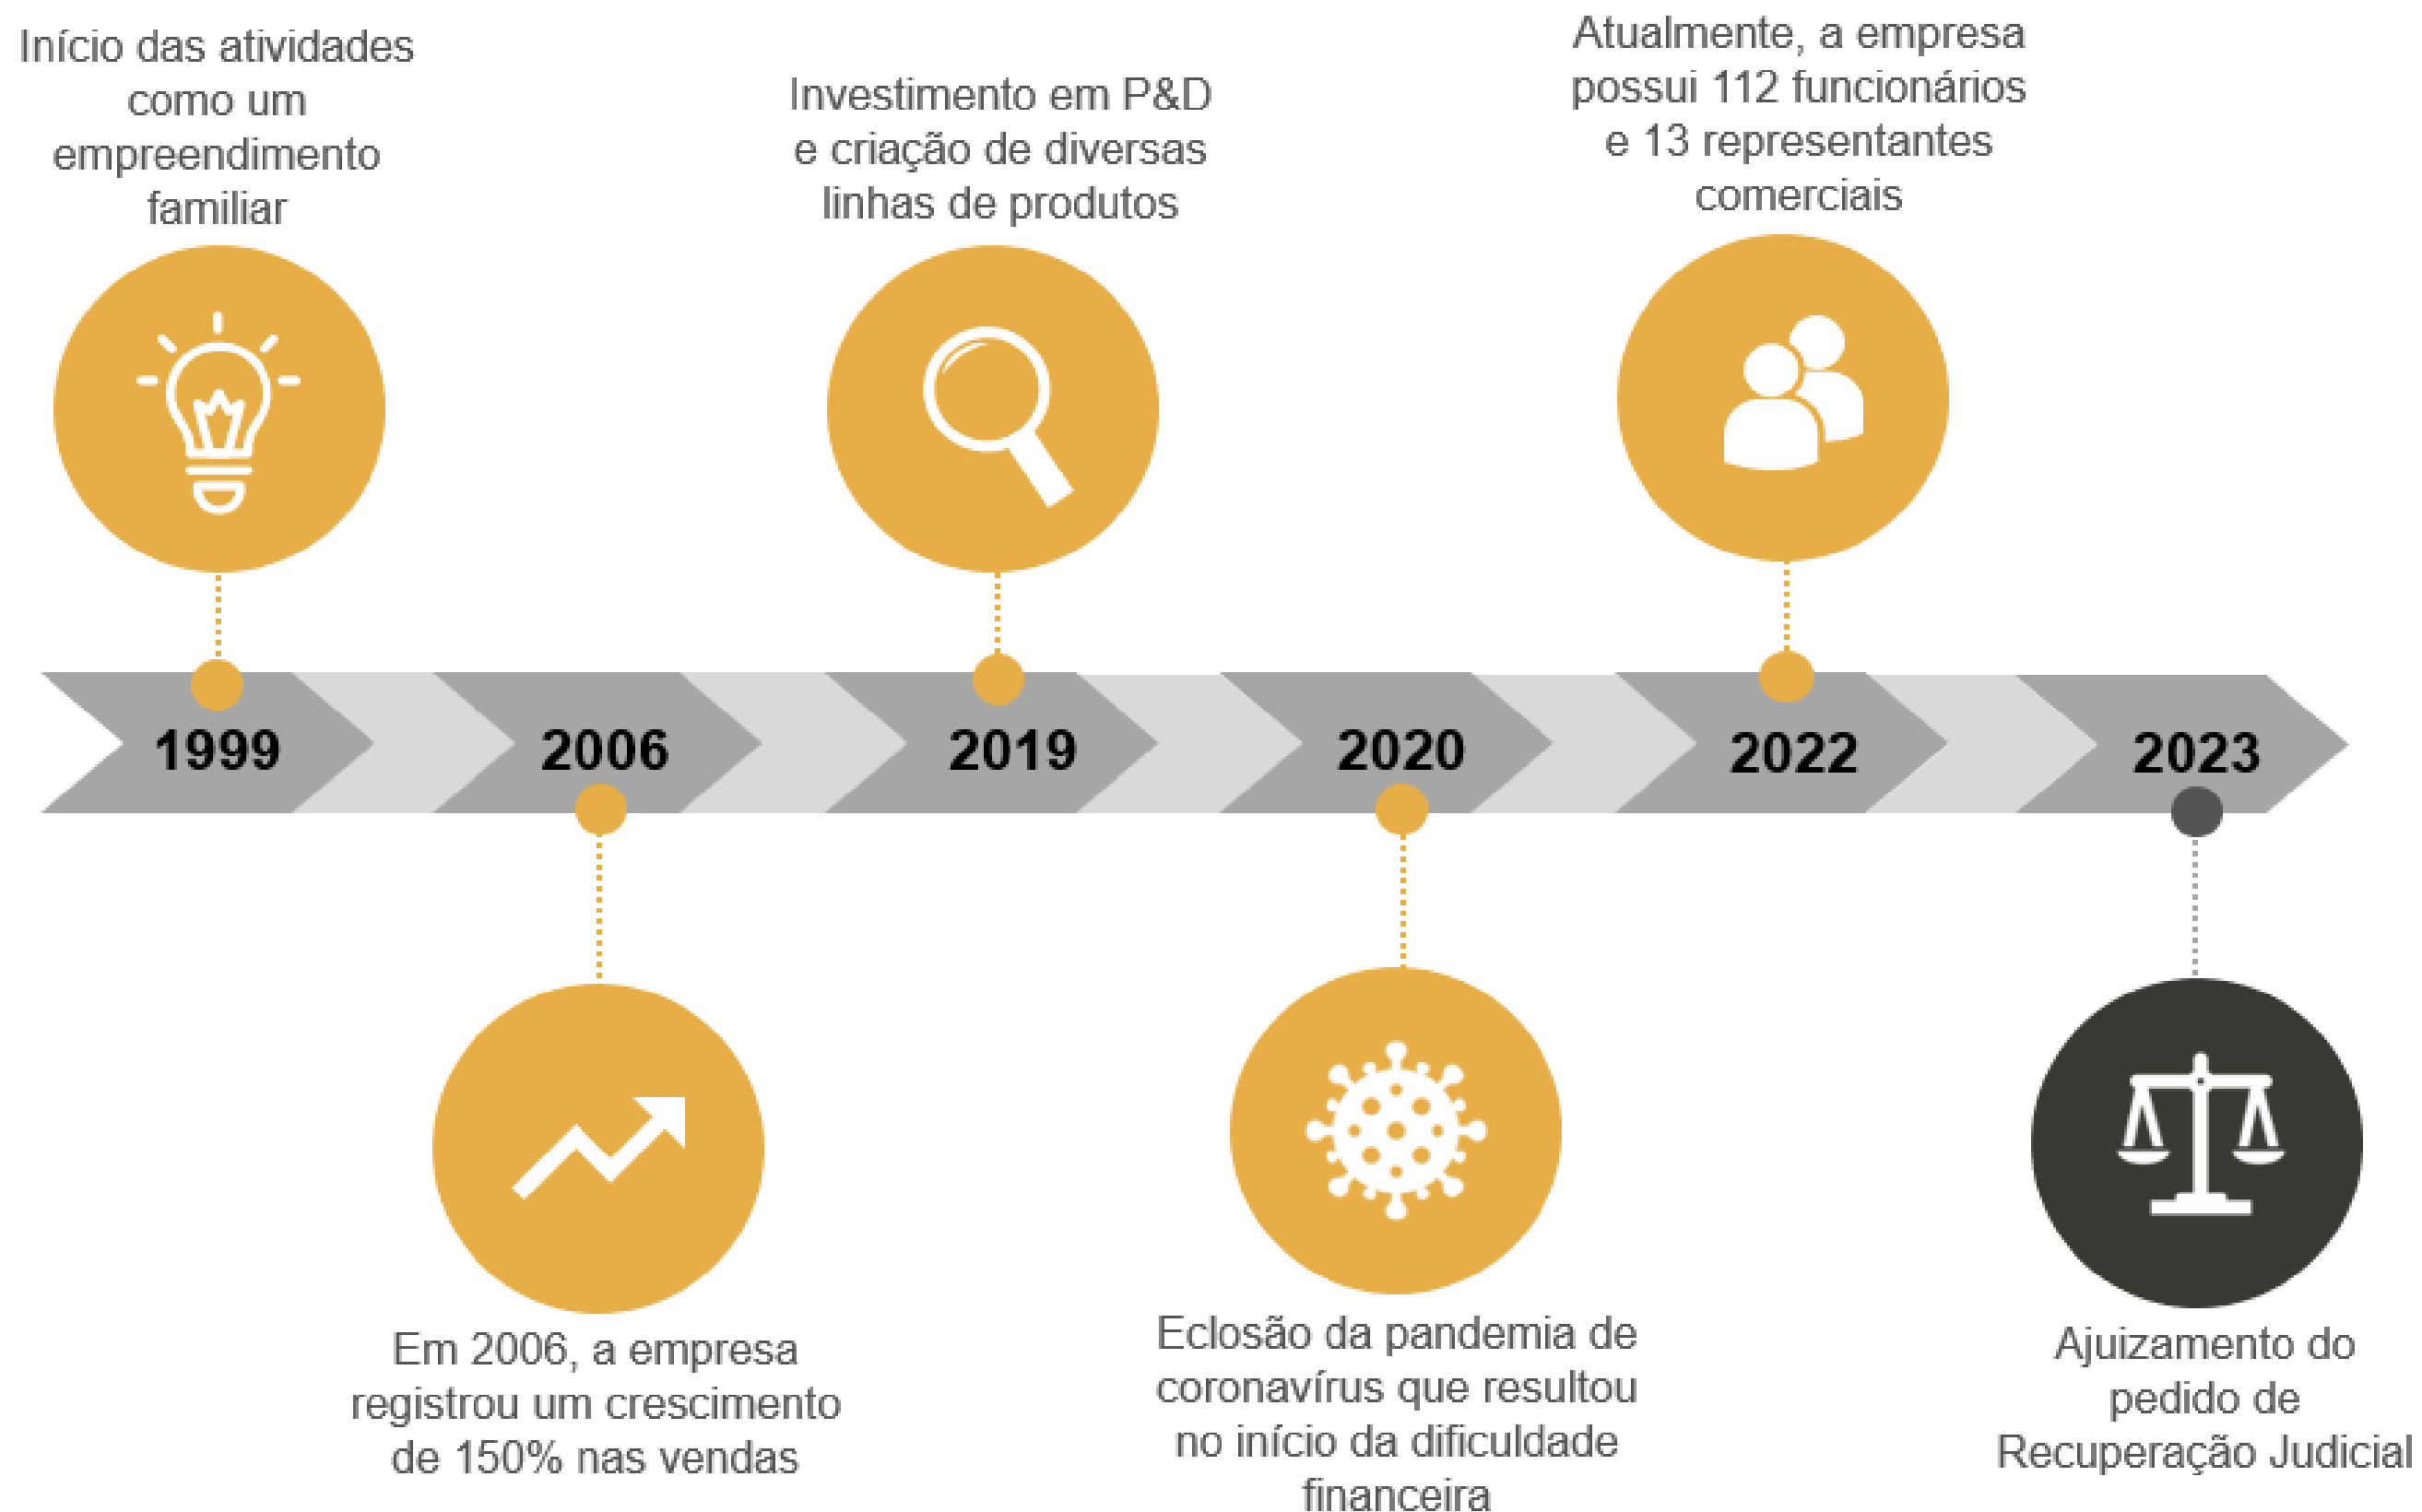 Início das atividades
como um
empreendimento
familiar
Investimento em P&D
e criação de diversas
linhas de produtos
Atualmente, a empresa
possui 112 funcionários
e 13 representantes
comerciais
1999
2006
2019
2020
2022
2023
Em 2006, a empresa
registrou um crescimento
de 150% nas vendas
Eclosão da pandemia de
coronavírus que resultou
no início da dificuldade
financeira
Ajuizamento do
pedido de
Recuperação Judicial